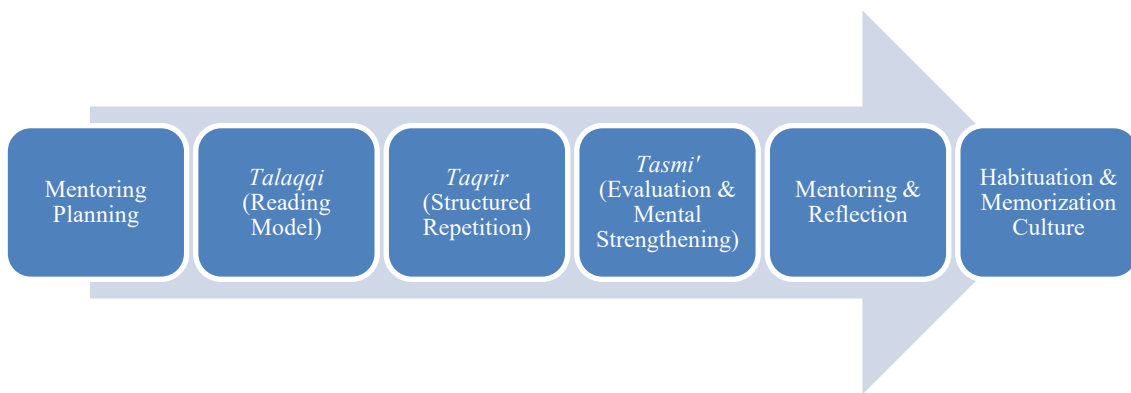 Mentoring
Planning
Talaqqi
(Reading
Model)
Taqrir
(Structured
Repetition)
Tasmi'
(Evaluation &
Mental
Strengthening)
Mentoring &
Reflection
Habituation &
Memorization
Culture